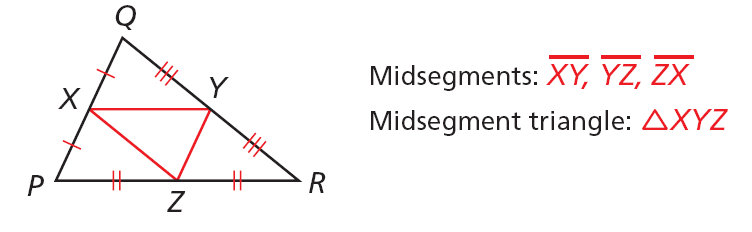 Q
X
Y
P
Z
R
Midsegments: XY, YZ, ZX
Midsegment triangle: △XYZ